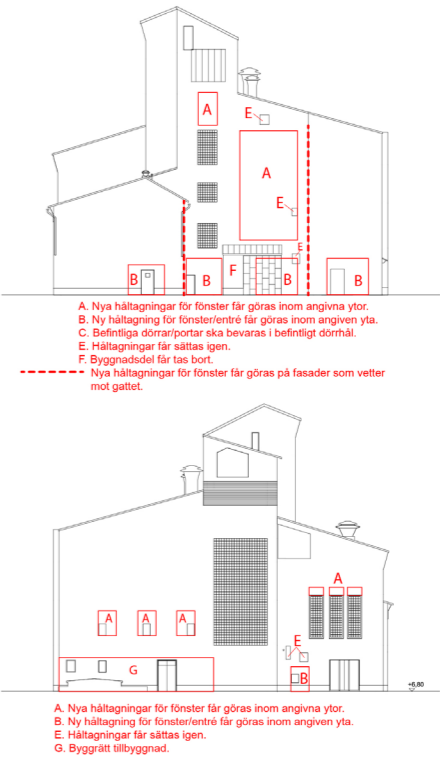 A
E
A
E
E
B
B
F
B
B
A. Nya håltagningar för fönster får göras inom angivna ytor.
B. Ny håltagning för fönster/entré får göras inom angiven yta.
C. Befintliga dörrar/portar ska bevaras i befintligt dörrhål.
E. Håltagningar får sättas igen.
F. Byggnadsdel får tas bort.
Nya håltagningar för fönster får göras på fasader som vetter
mot gattet.
A
A
A
A
E
G
B
+6,80
A. Nya håltagningar för fönster får göras inom angivna ytor.
B. Ny håltagning för fönster/entré får göras inom angiven yta.
E. Håltagningar får sättas igen.
G. Byggrätt tillbyggnad.